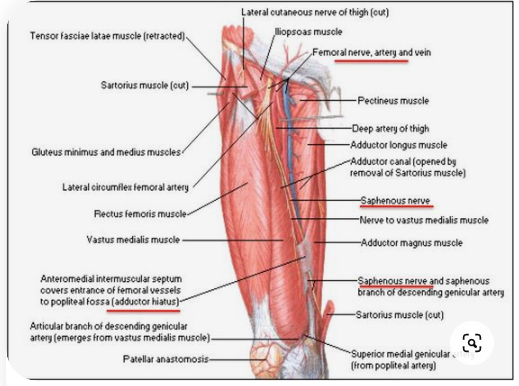 Lateral cutaneous nerve of thigh (cut)
Tensor fasciae latae muscle (retracted)
Iliopsoas muscle
Femoral nerve, artery and vein
Sartorius muscle (cut)
Pectineus muscle
Deep artery of thigh
Adductor longus muscle
Gluteus minimus and medius muscles
Adductor canal (opened by
removal of Sartorius muscle)
Lateral circumflex femoral artery
Saphenous nerve
Rectus femoris muscle
Nerve to vastus medialis muscle
Vastus medialis muscle
Adductor magnus muscle
Anteromedial intermuscular septum
covers entrance of femoral vessels
to popliteal fossa (adductor hiatus)
Saphenous nerve and saphenous
branch of descending genicular artery
Sartorius muscle (cut)
Articular branch of descending genicular
artery (emerges from vastus medialis muscle)
Patellar anastomosis
Superior medial genicular
(from popliteal artery)